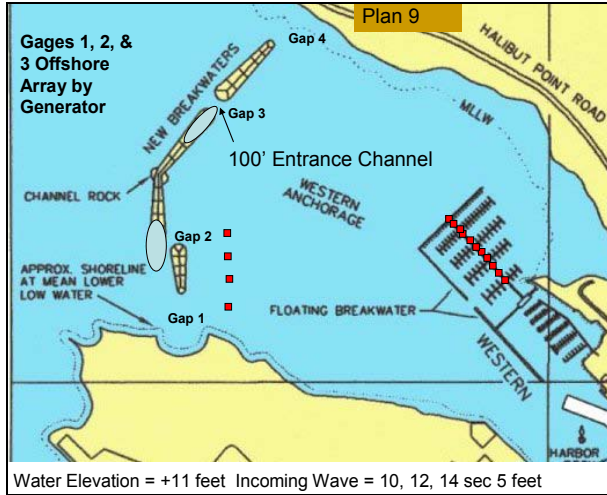 Plan 9
Gages 1, 2, &
3 Offshore
Array by
Generator
Gap 4
HALIBUT POINT ROAD
NEW BREAKWATERS
MLLW
Gap 3
100' Entrance Channel
CHANNEL ROCK
WESTERN
ANCHORAGE
Gap 2
APPROX. SHORELINE
AT MEAN LOWER
LOW WATER
Gap 1
FLOATING BREAKWATER
WESTERN
HARBOR
Water Elevation = +11 feet Incoming Wave = 10, 12, 14 sec 5 feet